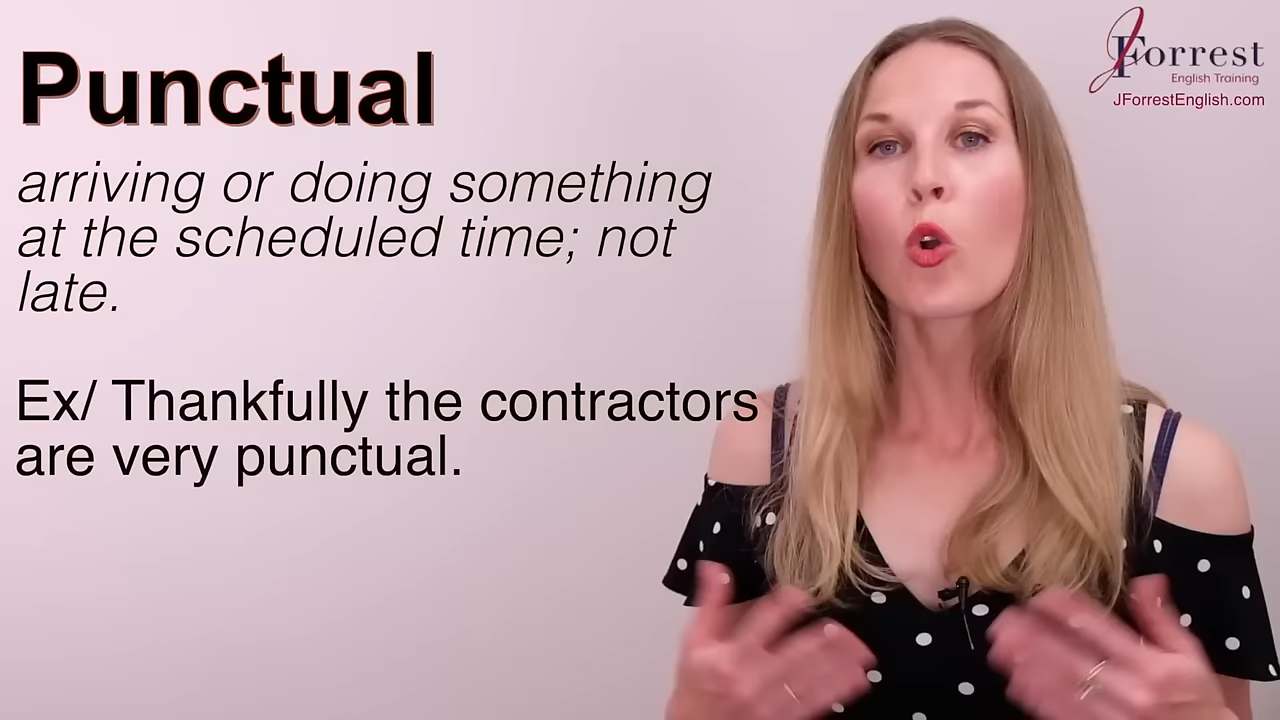 Punctual
arriving or doing something
at the scheduled time; not
late.
Ex/ Thankfully the contractors
are very punctual.
JForrest
English Training
JForrestEnglish.com